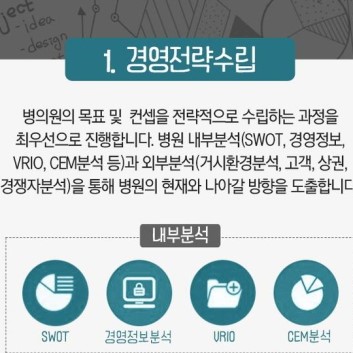 ject
- idea
- design
1. 경영전략수립
병의원의 목표 및 컨셉을 전략적으로 수립하는 과정을
최우선으로 진행합니다. 병원 내부분석(SWOT, 경영정보,
VRIO, CEM분석 등)과 외부분석(거시환경분석, 고객, 상권,
경쟁자분석)을 통해 병원의 현재와 나아갈 방향을 도출합니다
내부분석
SWOT 경영정보분석 VRIO CEM분석